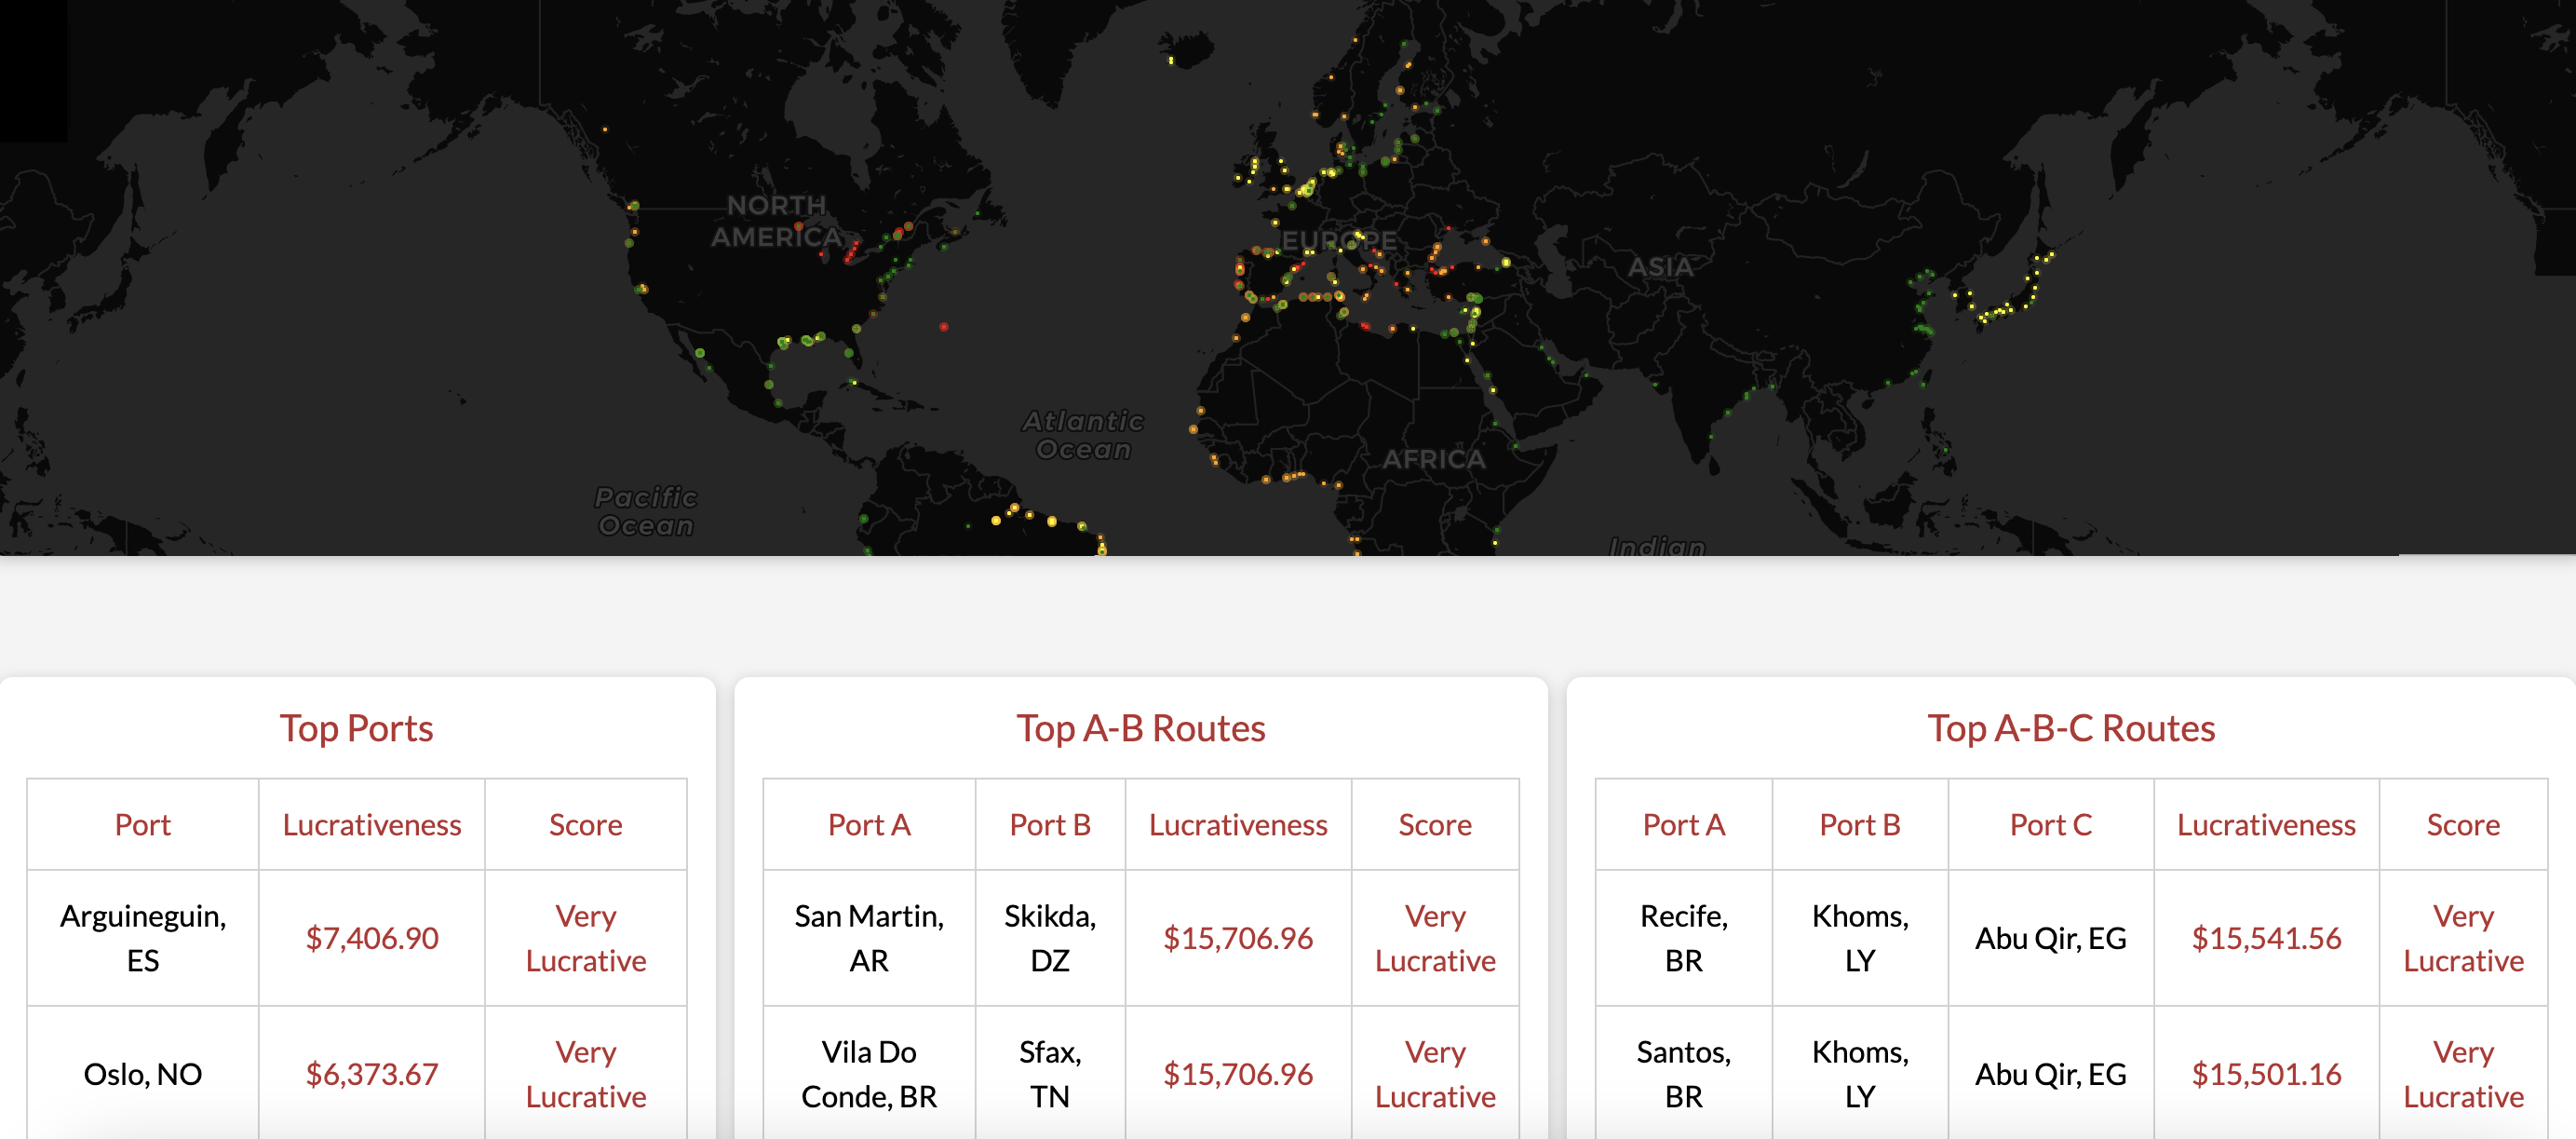 NORTH
AMERICA
EUROPE
ASIA
Atlantic
Ocean
AFRICA
Pacific
Ocean
Indian
Top Ports
Port
Lucrativeness
Score
Arguineguin,
ES
$7,406.90
Very
Lucrative
Oslo, NO
$6,373.67
Very
Lucrative
Top A-B Routes
Port A
Port B
Lucrativeness
Score
San Martin,
AR
Skikda,
DZ
$15,706.96
Very
Lucrative
Vila Do
Conde, BR
Sfax,
TN
$15,706.96
Very
Lucrative
Top A-B-C Routes
Port A
Port B
Port C
Lucrativeness
Score
Recife,
BR
Khoms,
LY
Abu Qir, EG
$15,541.56
Very
Lucrative
Santos,
BR
Khoms,
LY
Abu Qir, EG
$15,501.16
Very
Lucrative